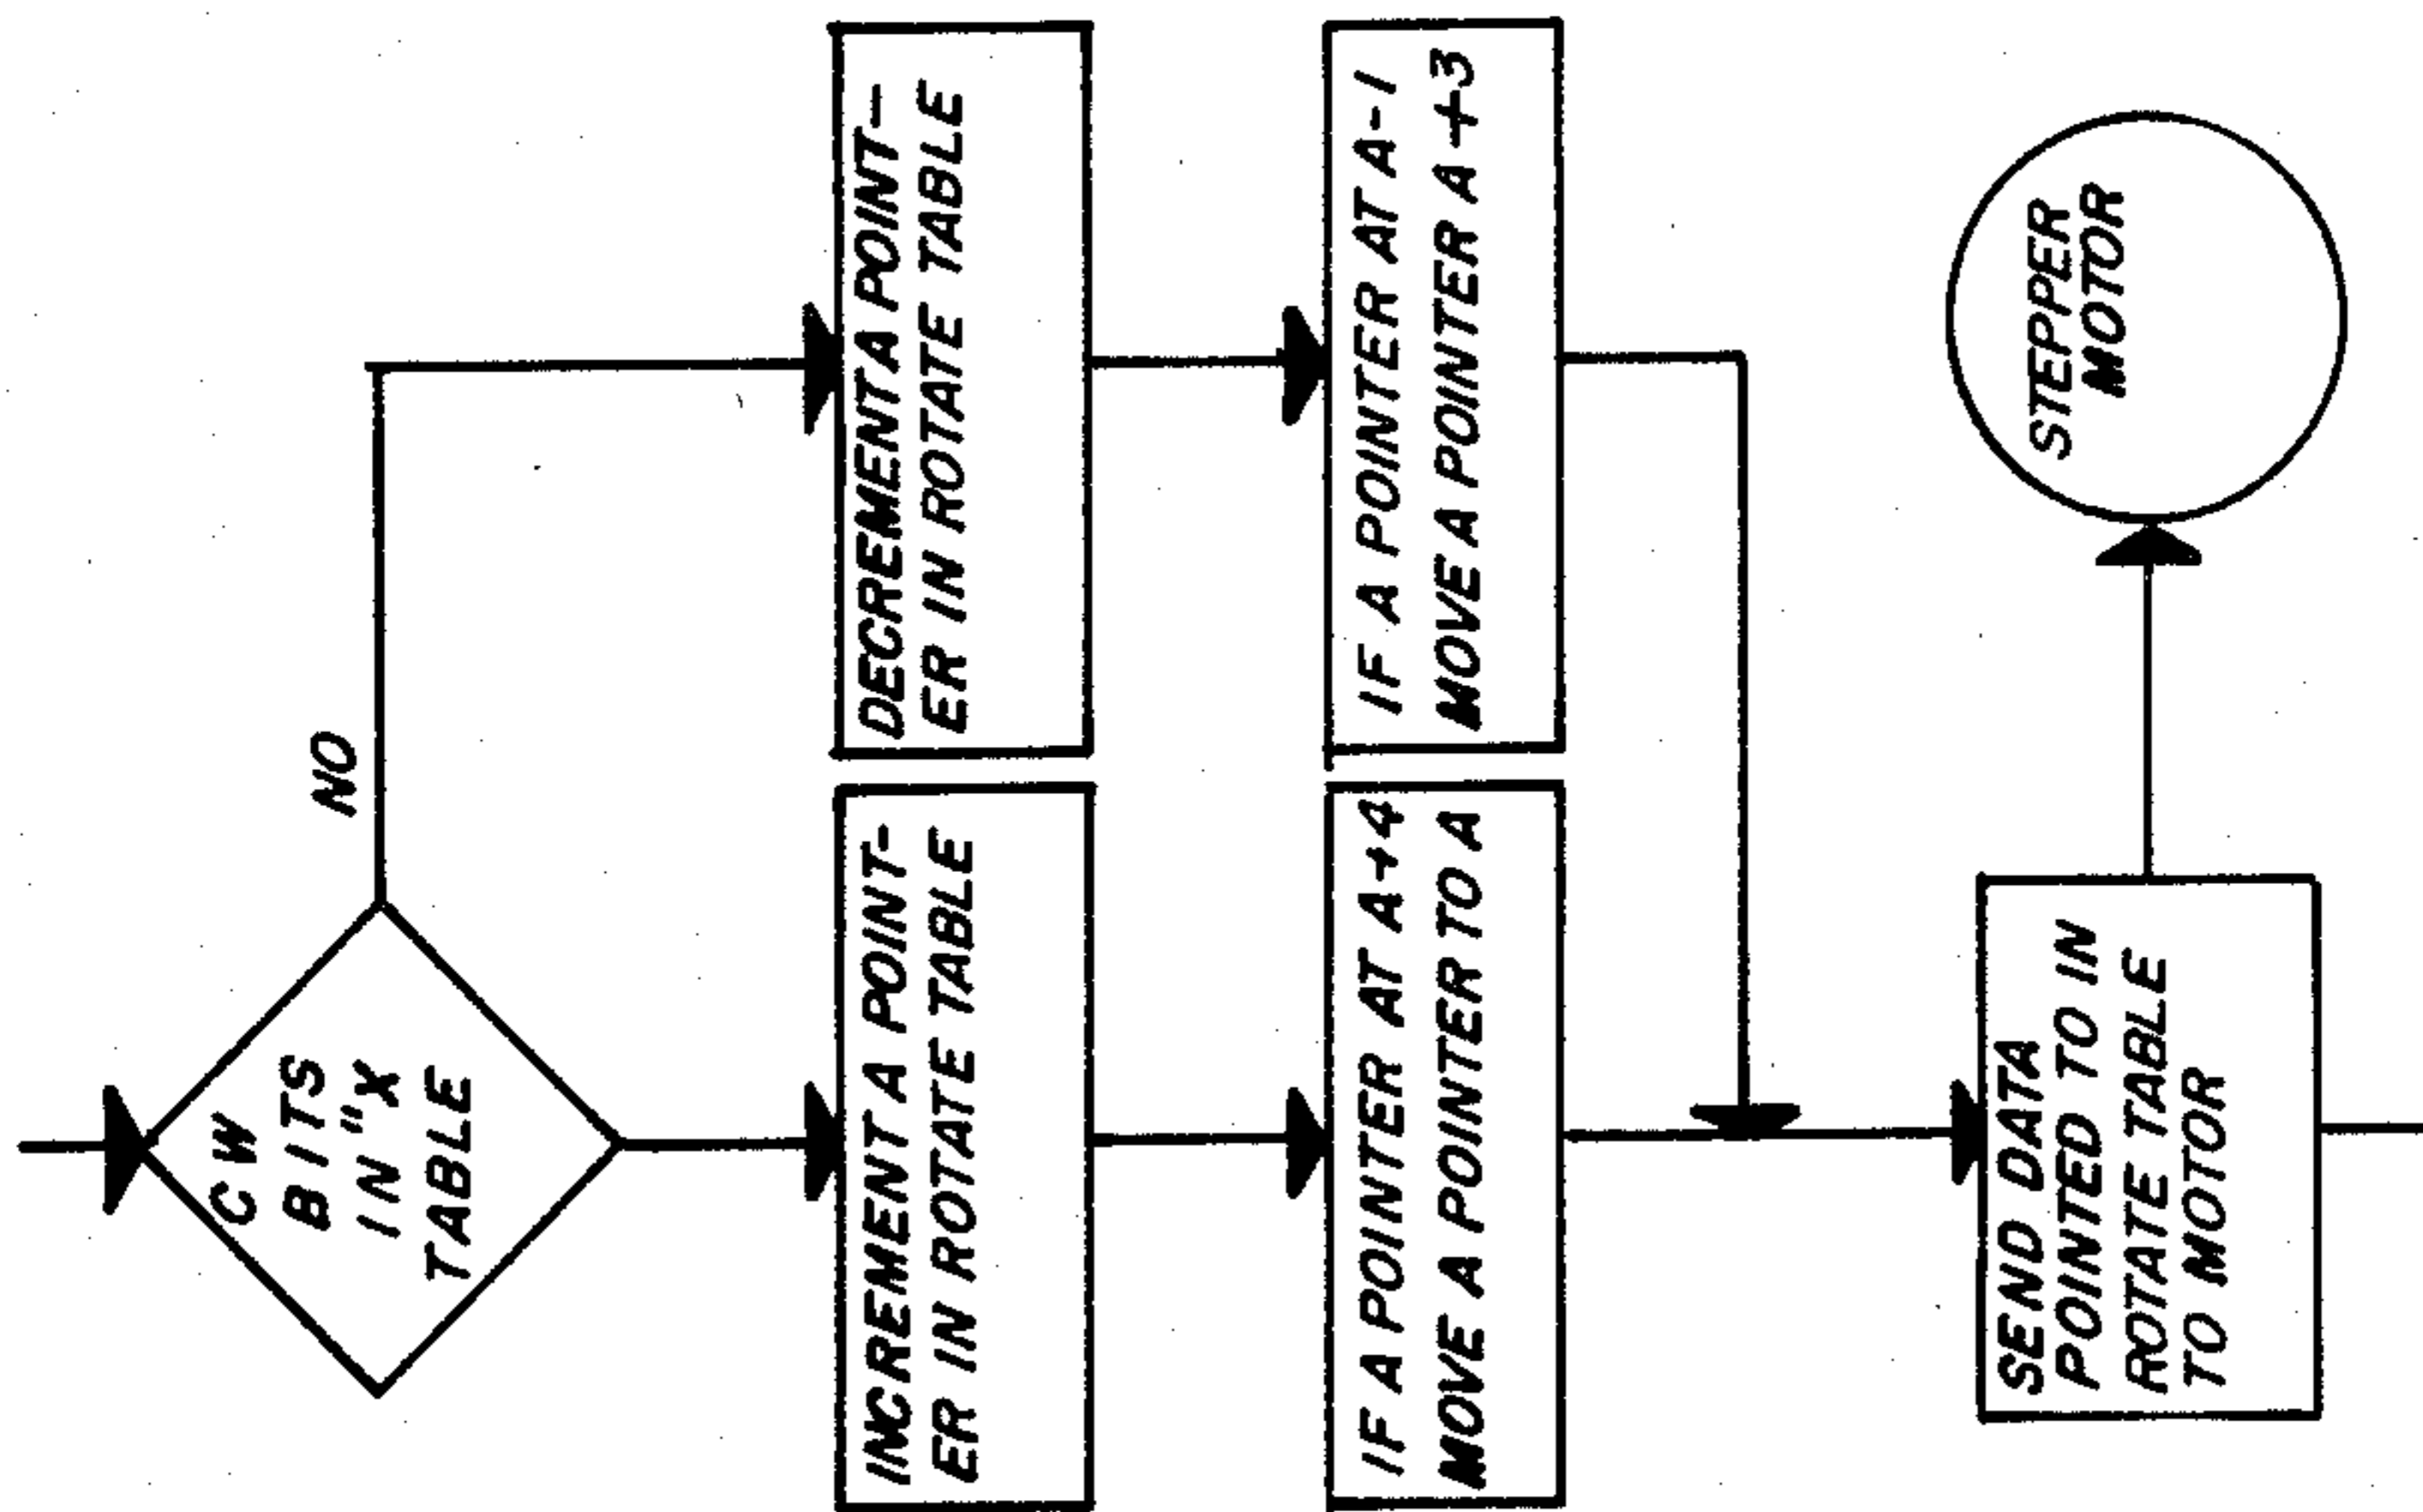 C W
BITS
IN "X
TABLE
NO
INCREMENT A POINT-
ER IN ROTATE TABLE
DECREMENT A POINT-
ER IN ROTATE TABLE
IF A POINTER AT A+4
MOVE A POINTER TO A
IF A POINTER AT A-1
MOVE A POINTER A +3
SEND DATA
POINTED TO IN
ROTATE TABLE
TO MOTOR
STEPPER
MOTOR